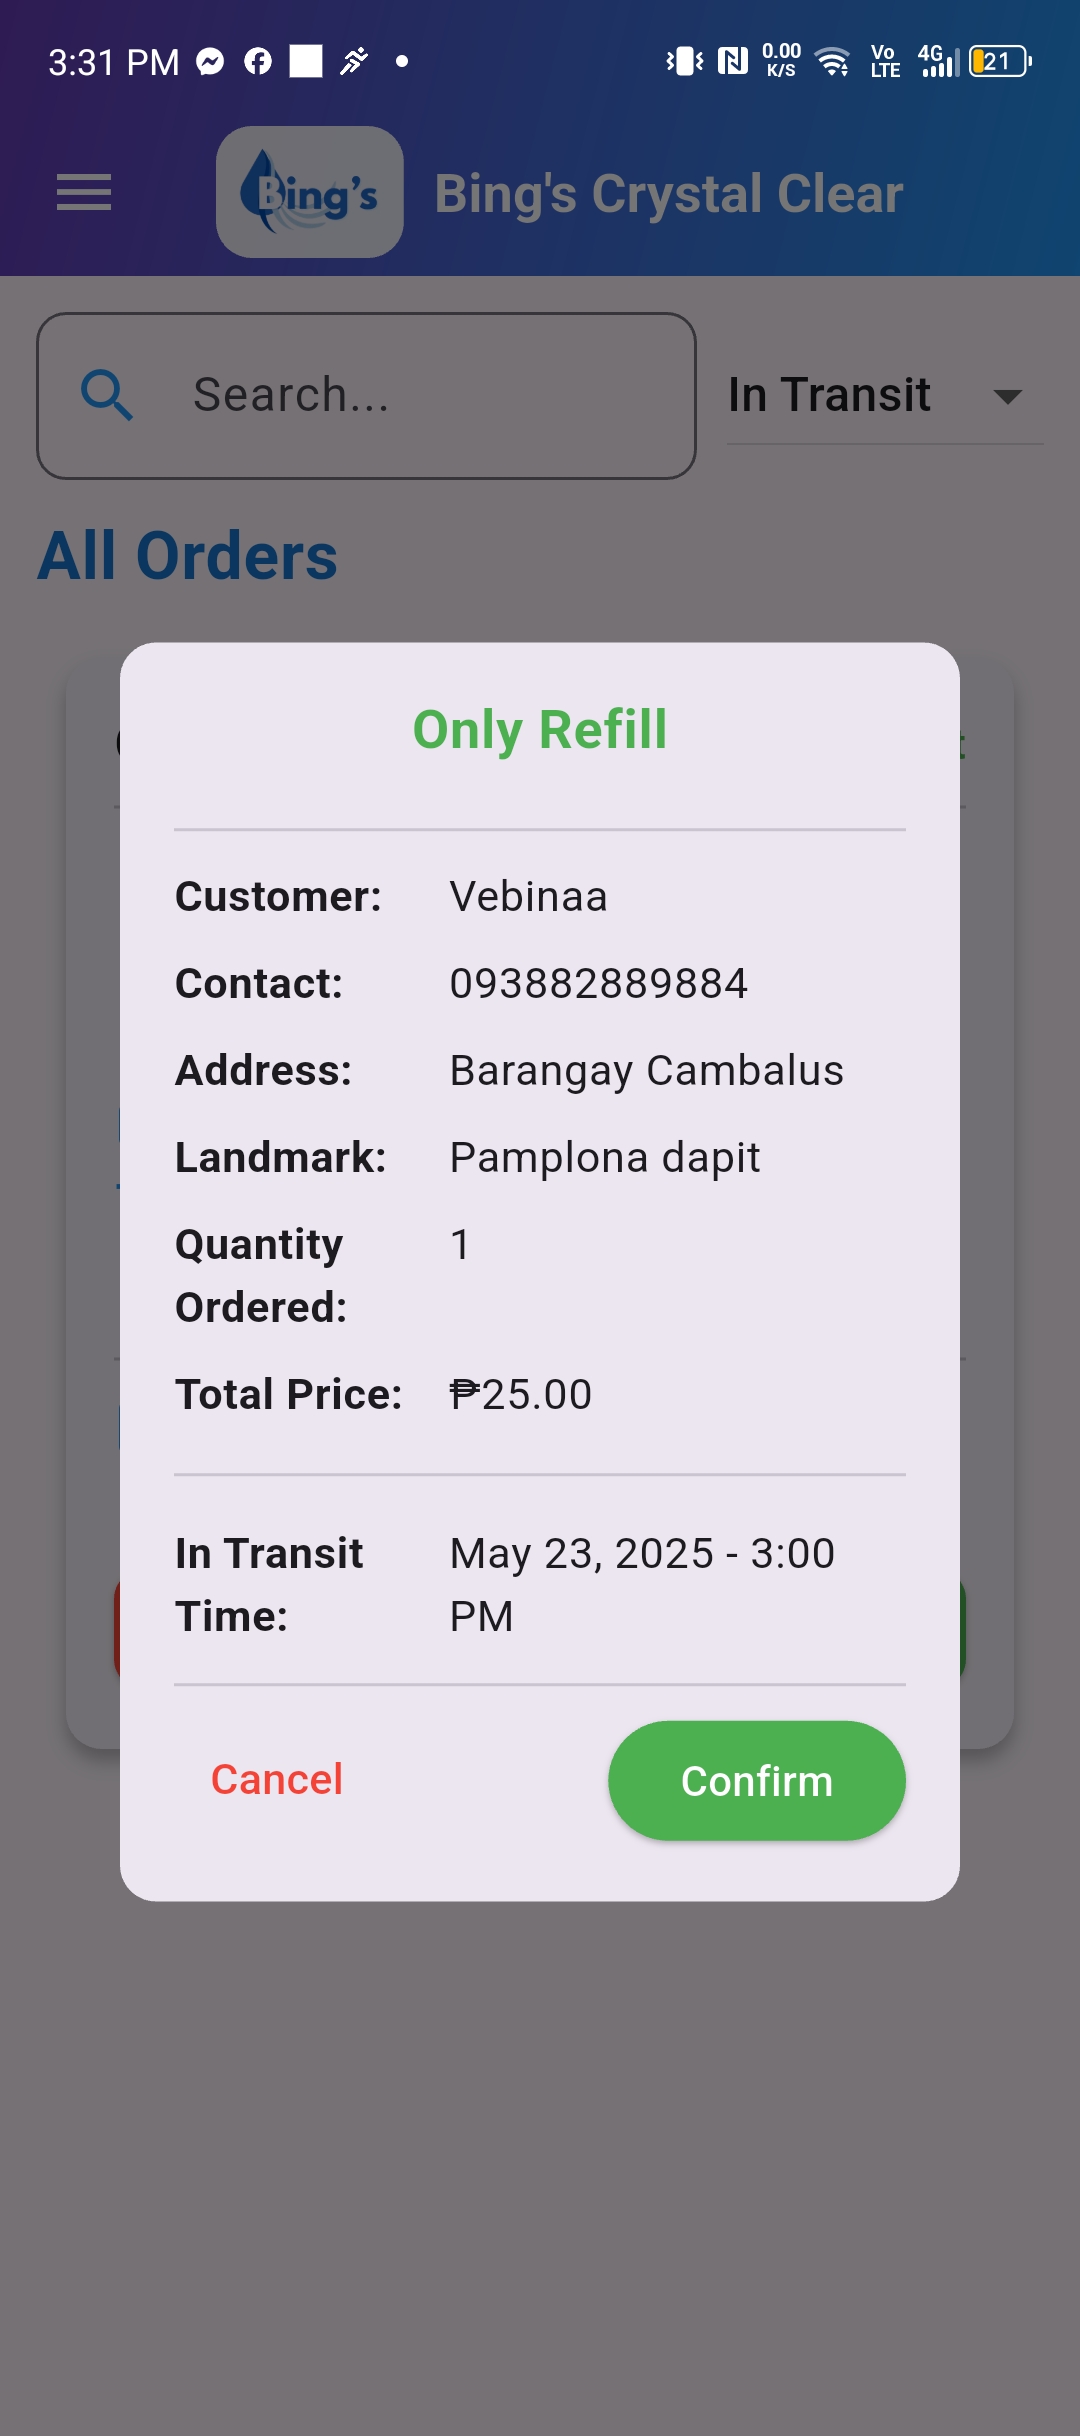 3:31 PM
0.00 K/S
Vo LTE
4G
21
Bing's
Bing's Crystal Clear
Search...
In Transit
All Orders
Only Refill
Customer: Vebinaa
Contact: 093882889884
Address: Barangay Cambalus
Landmark: Pamplona dapit
Quantity 1
Ordered:
Total Price: ₱25.00
In Transit May 23, 2025 - 3:00
Time: PM
Cancel
Confirm